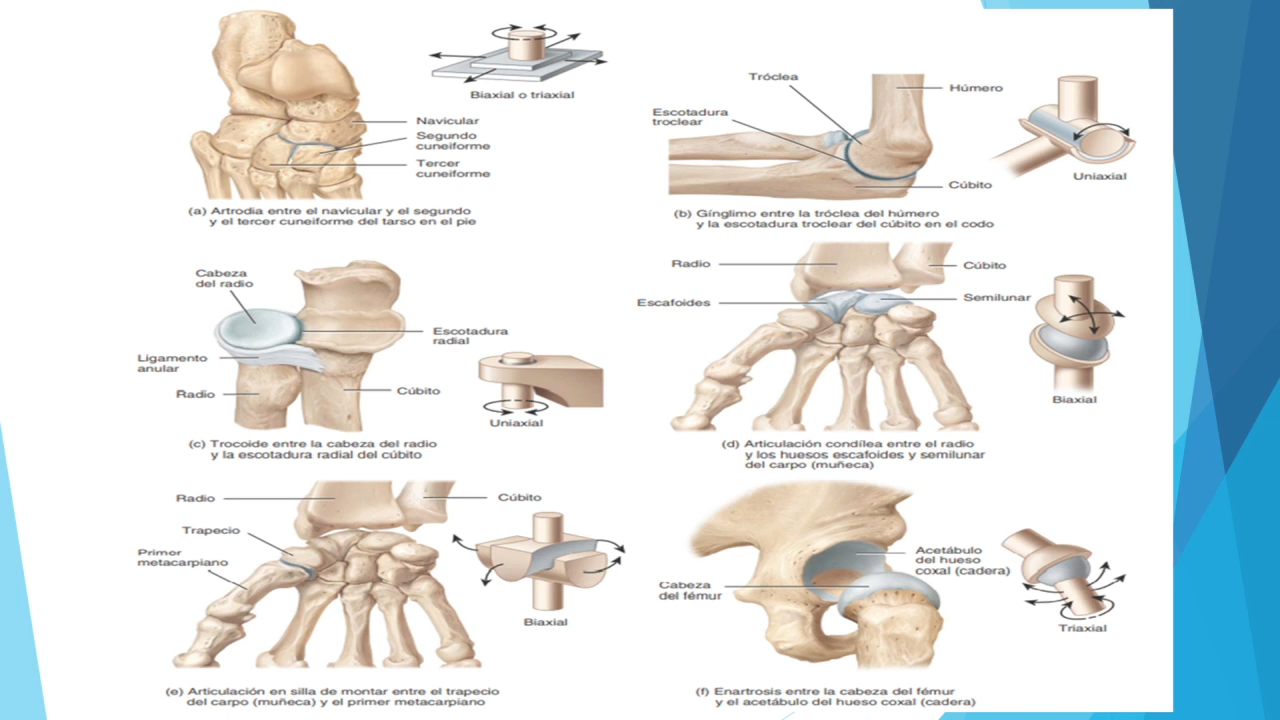 Biaxial o triaxial
Navicular
Segundo
cuneiforme
Tercer
cuneiforme
(a) Artrodia entre el navicular y el segundo
y el tercer cuneiforme del tarso en el pie
Tróclea
Húmero
Escotadura
troclear
Cúbito
Uniaxial
(b) Gínglimo entre la tróclea del húmero
y la escotadura troclear del cúbito en el codo
Cabeza
del radio
Escotadura
radial
Ligamento
anular
Radio
Cúbito
Uniaxial
(c) Trocoide entre la cabeza del radio
y la escotadura radial del cúbito
Radio
Cúbito
Escafoides
Semilunar
Biaxial
(d) Articulación condílea entre el radio
y los huesos escafoides y semilunar
del carpo (muñeca)
Radio
Cúbito
Trapecio
Primer
metacarpiano
Biaxial
(e) Articulación en silla de montar entre el trapecio
del carpo (muñeca) y el primer metacarpiano
Acetábulo
del hueso
coxal (cadera)
Cabeza
del fémur
Triaxial
(f) Enartrosis entre la cabeza del fémur
y el acetábulo del hueso coxal (cadera)